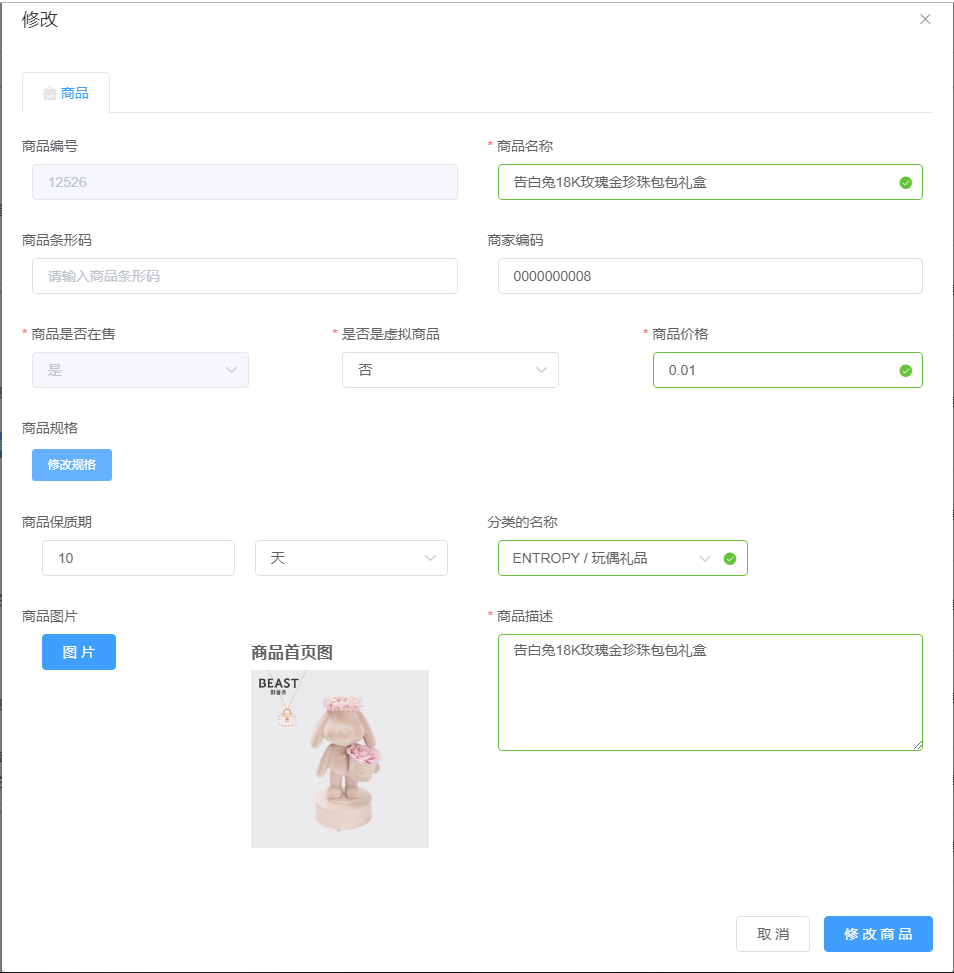 修改
商品
商品编号
* 商品名称
12526
告白兔18K玫瑰金珍珠包包礼盒
商品条形码
商家编码
请输入商品条形码
0000000008
* 商品是否在售
* 是否是虚拟商品
* 商品价格
是
否
0.01
商品规格
修改规格
商品保质期
分类的名称
10
天
ENTROPY / 玩偶礼品
商品图片
* 商品描述
图 片
商品首页图
告白兔18K玫瑰金珍珠包包礼盒
BEAST
取 消
修 改 商 品